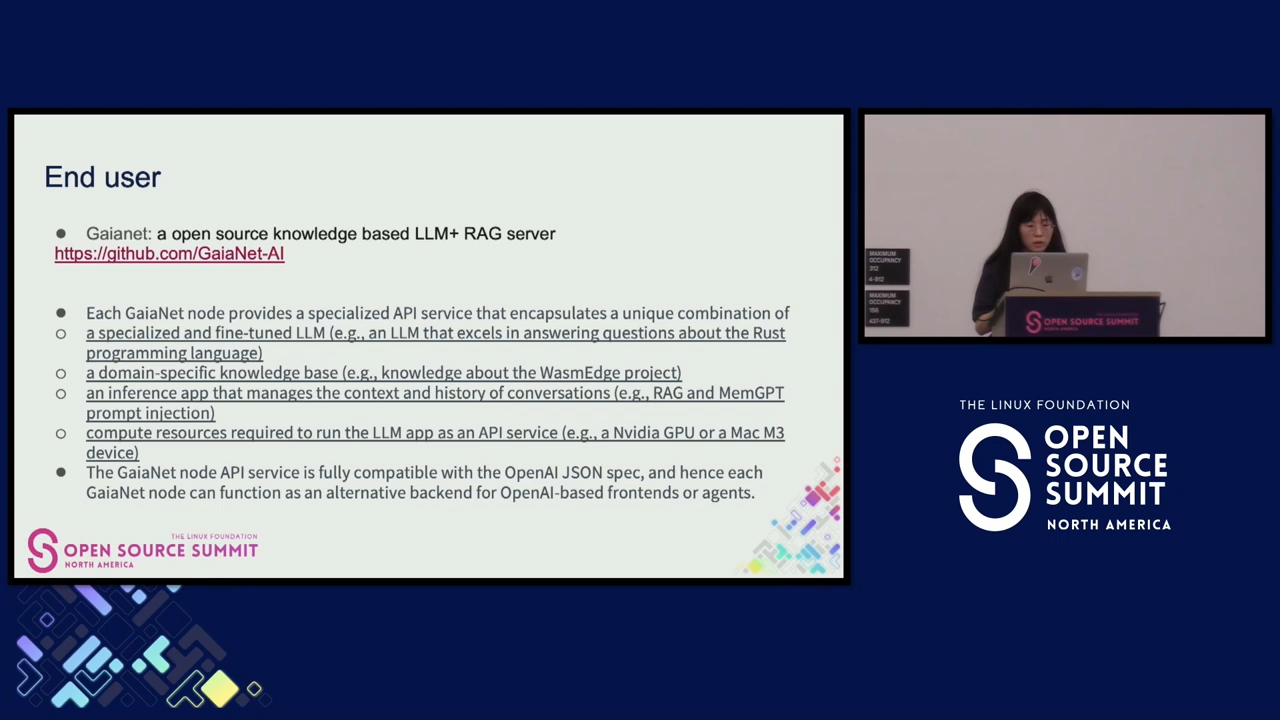 End user
● Gaianet: a open source knowledge based LLM+ RAG server
https://github.com/GaiaNet-AI
● Each GaiaNet node provides a specialized API service that encapsulates a unique combination of
○ a specialized ind fine-tuned LLM (e.g., an LLM that excels in answering questions about the Rust
programming language)
○ a domain-specific knowledge base (e.g., knowledge about the WasmEdge project)
○ an inference app that manages the context and history of conversations (e.g., RAG and MemGPT
prompt injection)
○ compute resources required to run the LLM app as an API service (e.g., a Nvidia GPU or a Mac M3
device)
● The GaiaNet node API service is fully compatible with the OpenAI JSON spec, and hence each
GaiaNet node can function as an alternative backend for OpenAI-based frontends or agents.
THE LINUX FOUNDATION
OPEN SOURCE SUMMIT
NORTH AMERICA
MAXIMUM
OCCUPANCY
312
4-912
MAXIMUM
OCCUPANCY
156
437-912
OPEN SOURCE SUMMIT
NORTH AMERICA
THE LINUX FOUNDATION
OPEN
SOURCE
SUMMIT
NORTH AMERICA